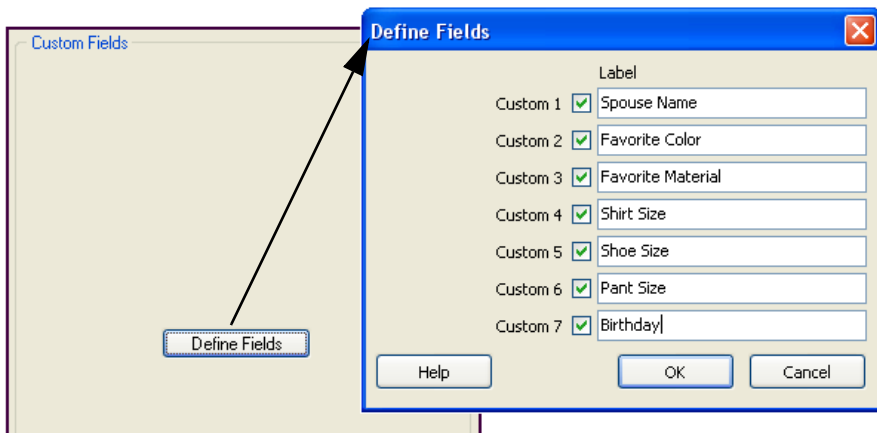 Custom Fields
Define Fields
Define Fields
Label
Custom 1 Spouse Name
Custom 2 Favorite Color
Custom 3 Favorite Material
Custom 4 Shirt Size
Custom 5 Shoe Size
Custom 6 Pant Size
Custom 7 Birthday
Help OK Cancel